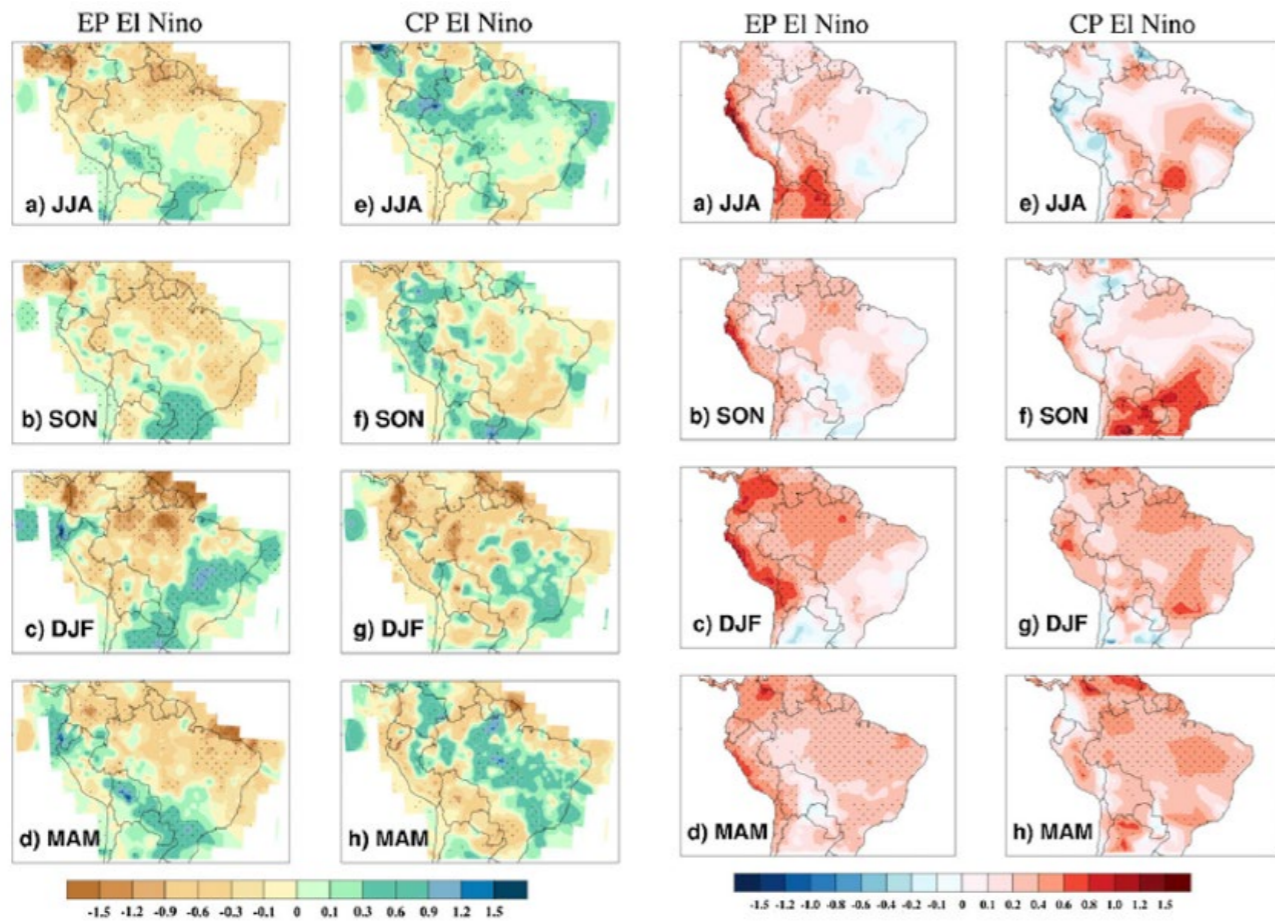 EP El Nino CP El Nino EP El Nino CP El Nino
a) JJA e) JJA a) JJA e) JJA
b) SON f) SON b) SON f) SON
c) DJF g) DJF c) DJF g) DJF
d) MAM h) MAM d) MAM h) MAM
-1.5 -1.2 -0.9 -0.6 -0.3 -0.1 0 0.1 0.3 0.6 0.9 1.2 1.5 -1.5 -1.2 -1.0 -0.8 -0.6 -0.4 -0.2 -0.1 0 0.1 0.2 0.4 0.6 0.8 1.0 1.2 1.5